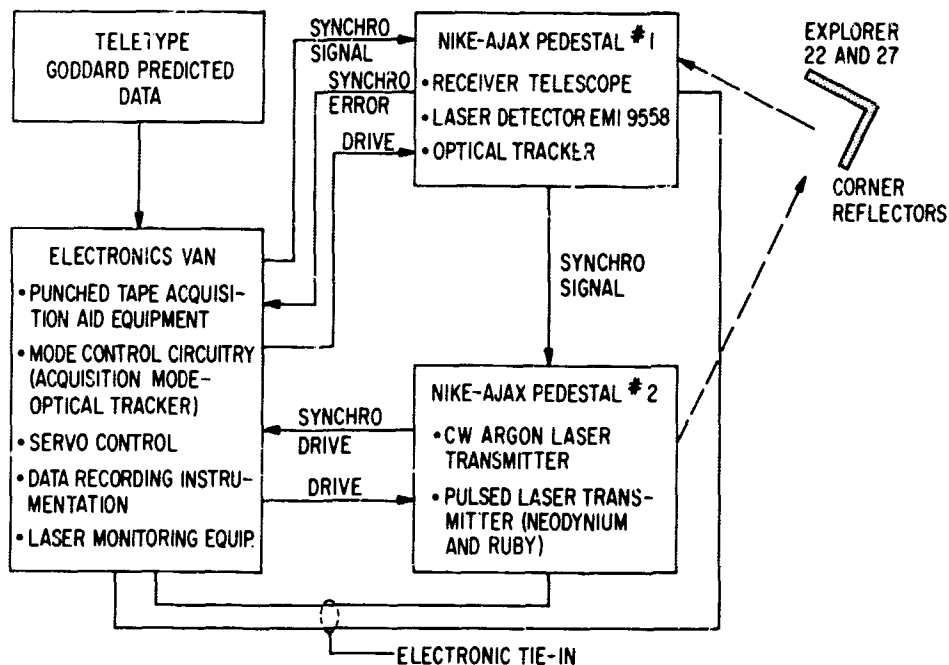 TELETYPE
GODDARD PREDICTED
DATA
SYNCHRO
SIGNAL
SYNCHRO
ERROR
DRIVE
NIKE-AJAX PEDESTAL #1
• RECEIVER TELESCOPE
• LASER DETECTOR EMI 9558
• OPTICAL TRACKER
EXPLORER
22 AND 27
CORNER
REFLECTORS
ELECTRONICS VAN
• PUNCHED TAPE ACQUISI-
TION AID EQUIPMENT
• MODE CONTROL CIRCUITRY
(ACQUISITION MODE-
OPTICAL TRACKER)
• SERVO CONTROL
• DATA RECORDING INSTRU-
MENTATION
• LASER MONITORING EQUIP.
SYNCHRO
SIGNAL
SYNCHRO
DRIVE
DRIVE
NIKE-AJAX PEDESTAL #2
• CW ARGON LASER
TRANSMITTER
• PULSED LASER TRANS-
MITTER (NEODYNIUM
AND RUBY)
ELECTRONIC TIE-IN